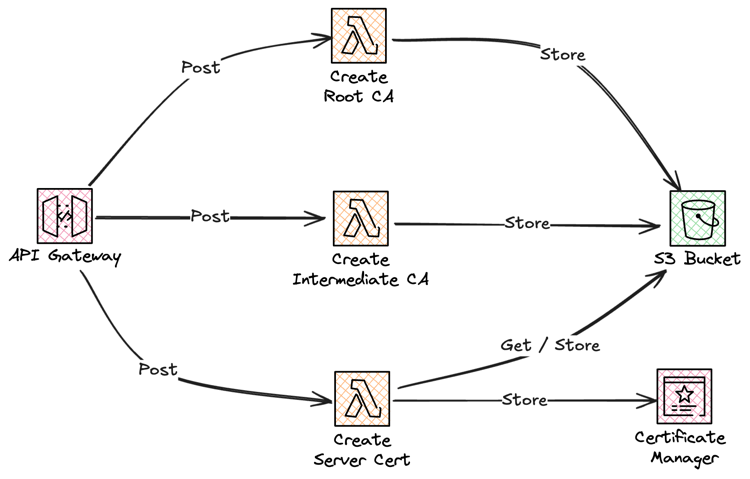 Post
Create
Root CA
Store
API Gateway
Post
Create
Intermediate CA
Store
S3 Bucket
Post
Create
Server Cert
Get / Store
Store
Certificate
Manager